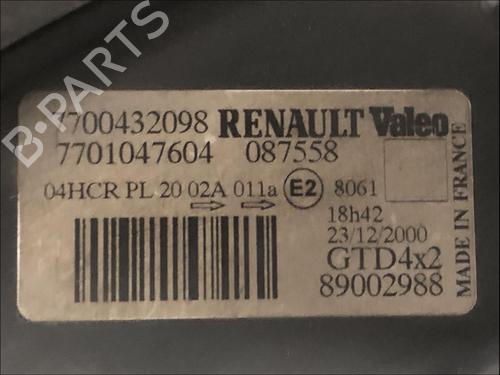 B-PARTS
7700432098 RENAULT Valeo
7701047604 087558
04HCR PL 20 02A 011a E2 8061
18h42
23/12/2000
GTD4x2
89002988
MADE IN FRANCE